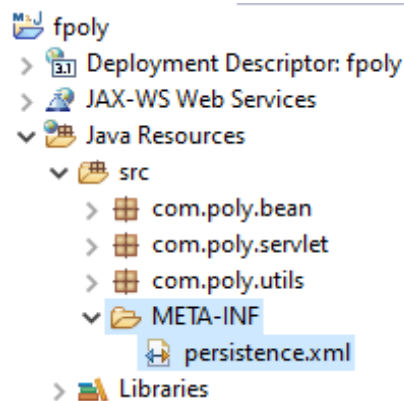 fpoly
Deployment Descriptor: fpoly
JAX-WS Web Services
Java Resources
src
com.poly.bean
com.poly.servlet
com.poly.utils
META-INF
persistence.xml
Libraries